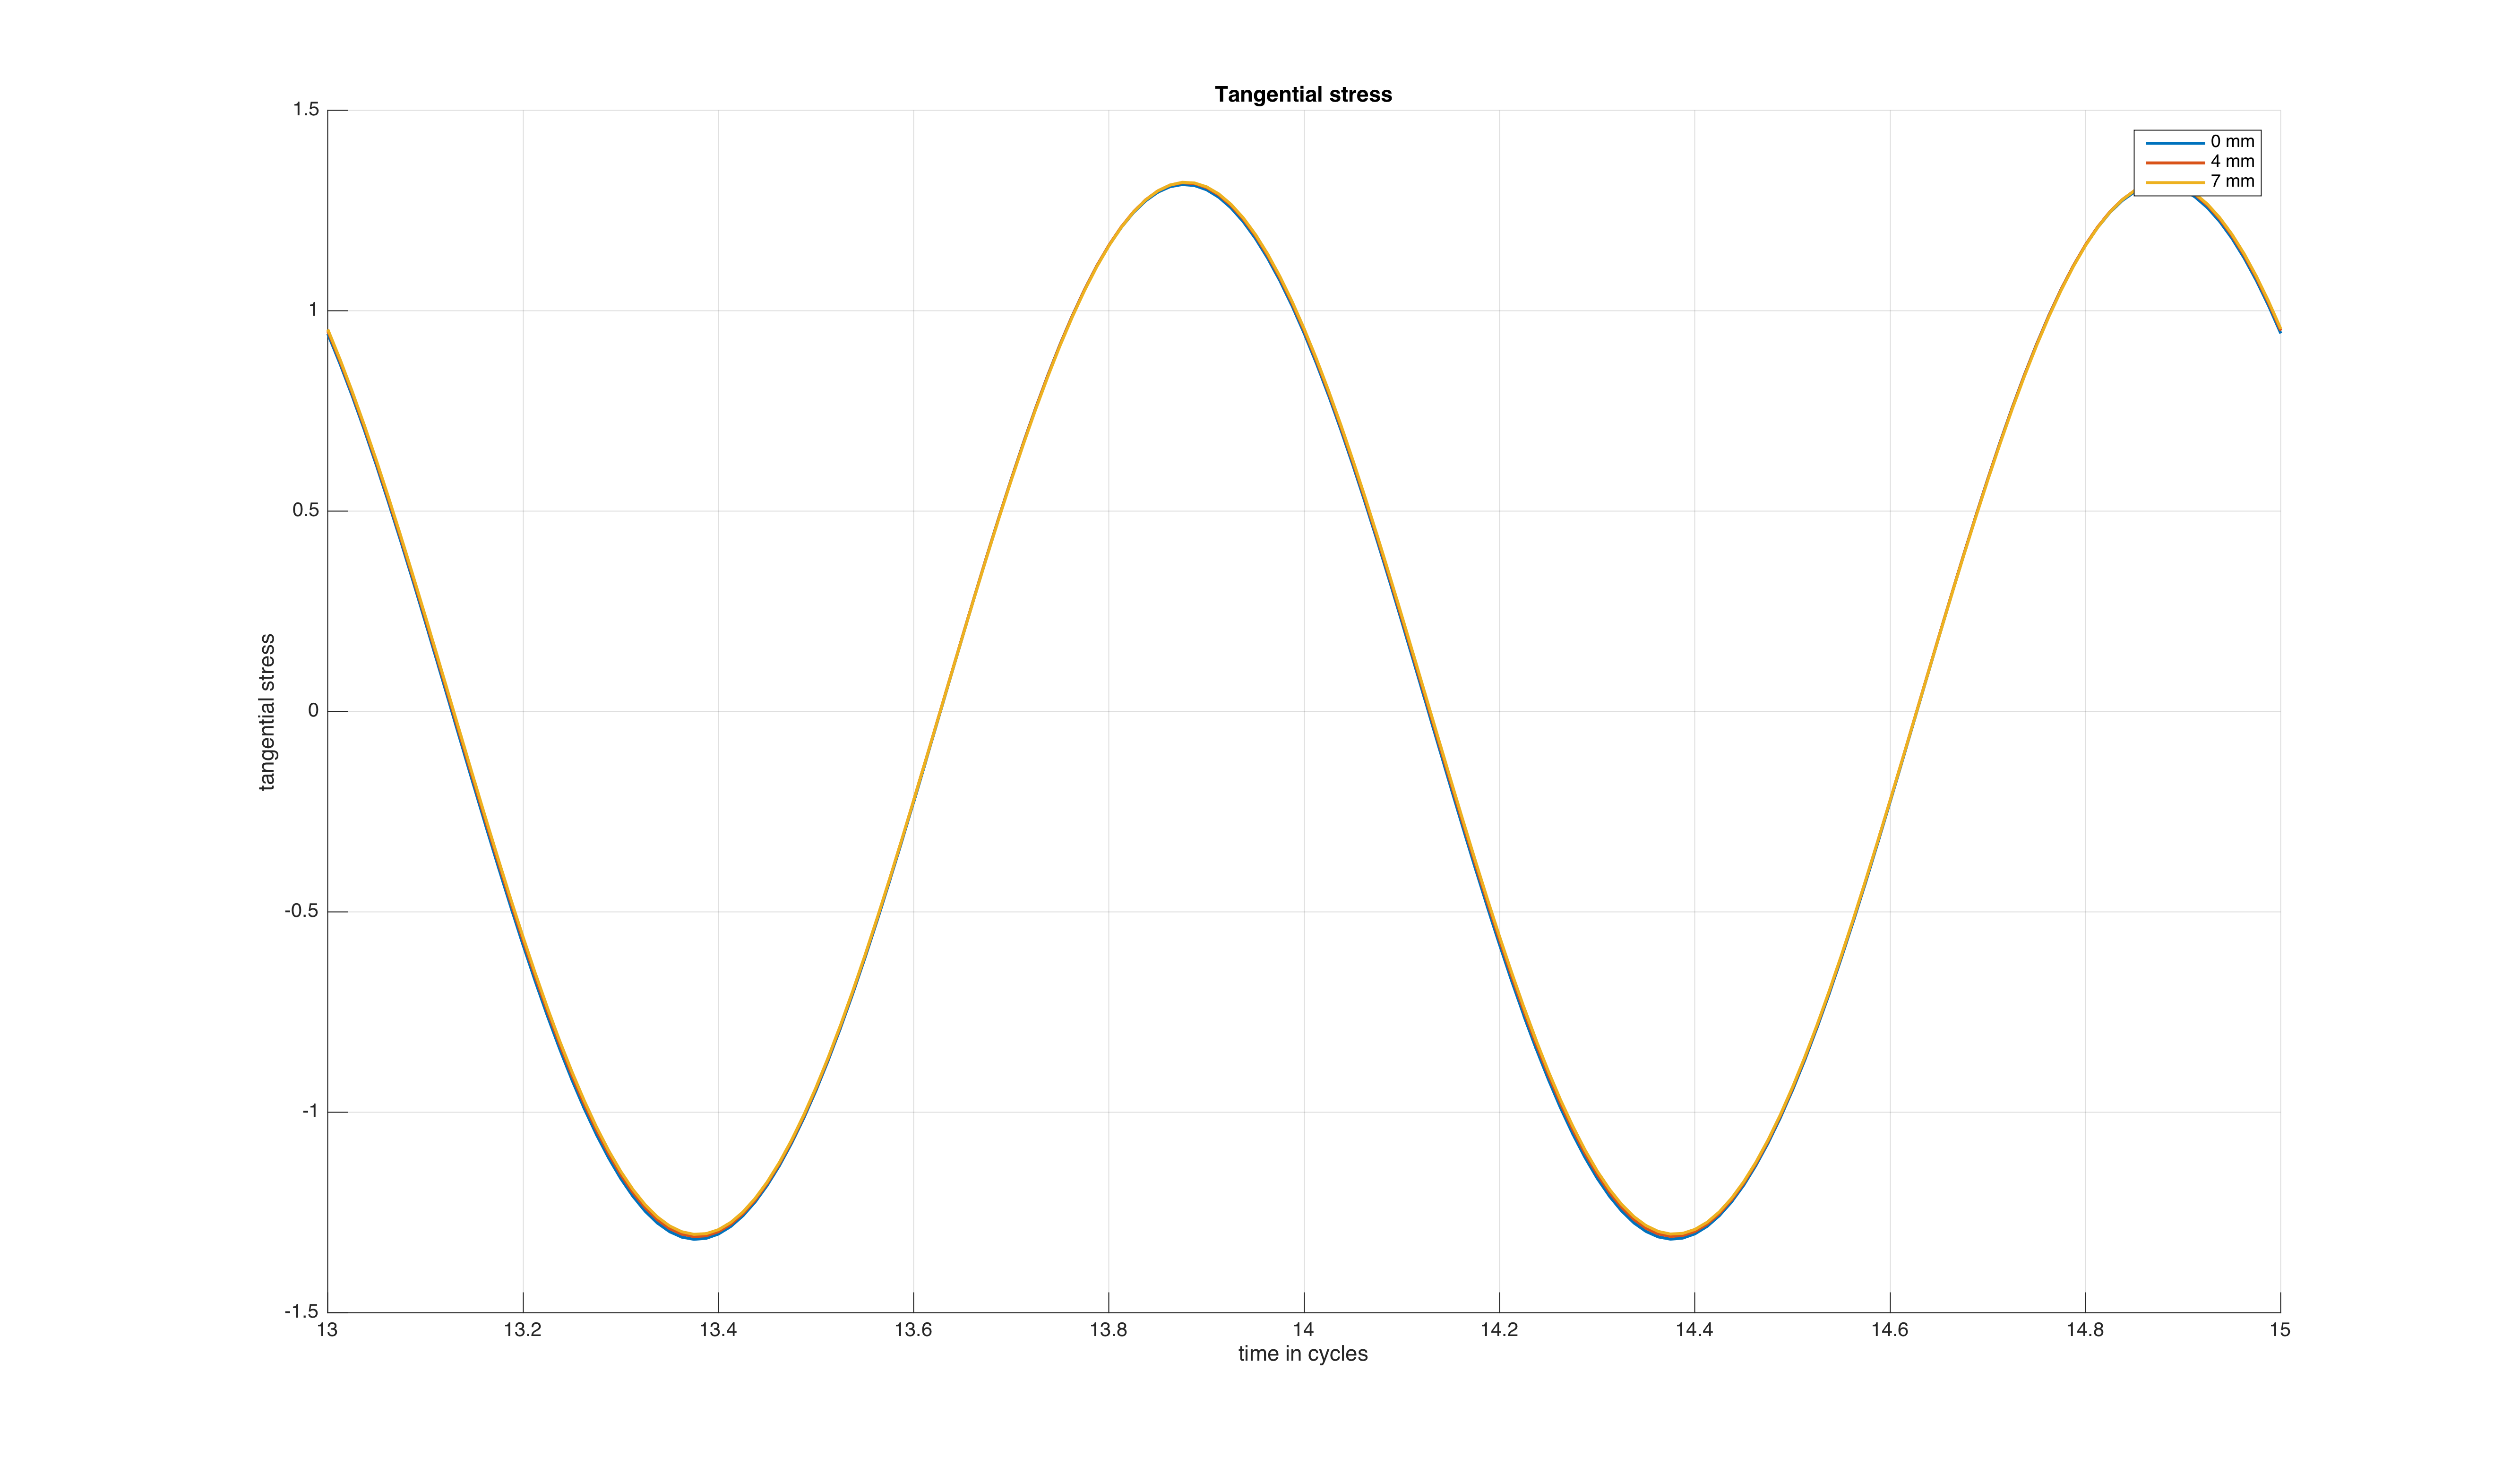 Tangential stress
1.5
1
0.5
0
-0.5
-1
-1.5
tangential stress
0 mm
4 mm
7 mm
13 13.2 13.4 13.6 13.8 14 14.2 14.4 14.6 14.8 15
time in cycles